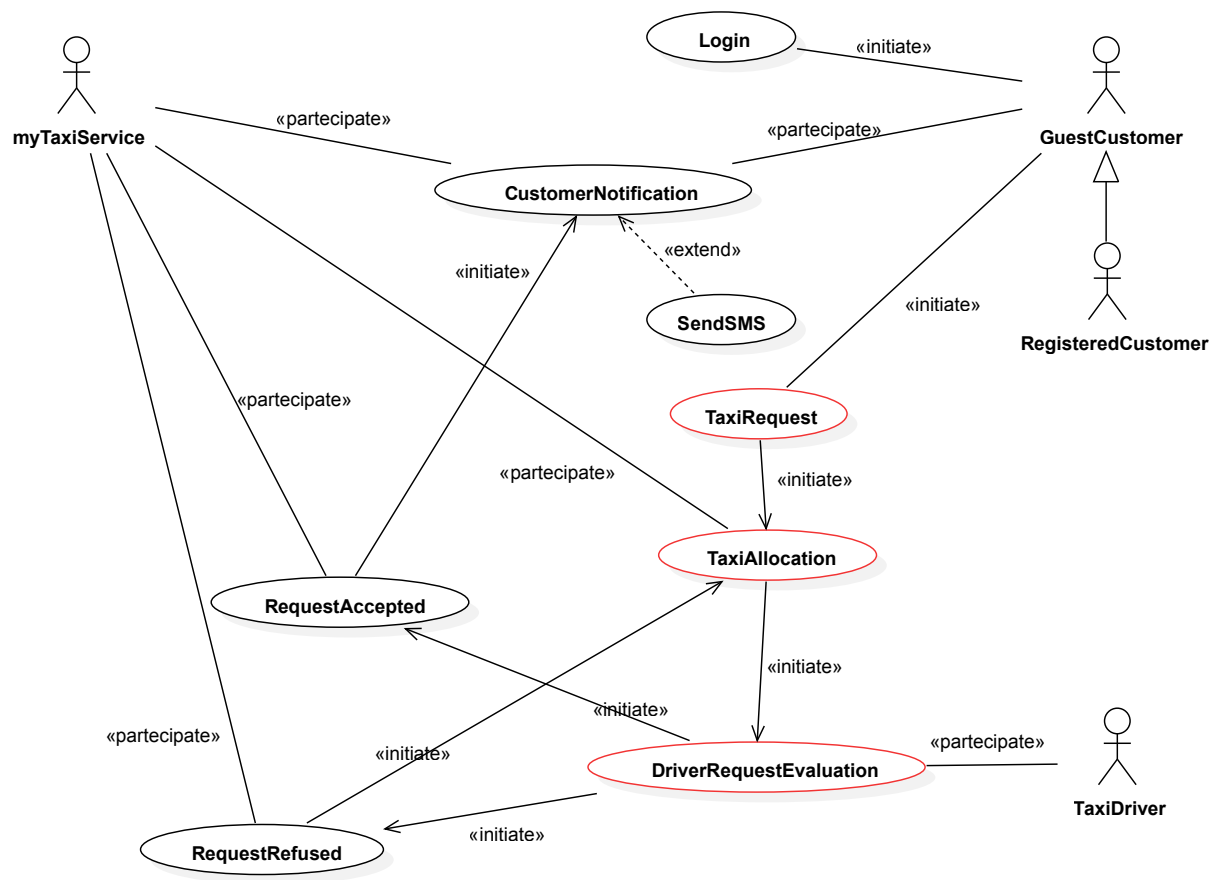 Login
«initiate»
myTaxiService
«partecipate»
«partecipate»
GuestCustomer
CustomerNotification
«extend»
«initiate»
«initiate»
SendSMS
RegisteredCustomer
«partecipate»
TaxiRequest
«partecipate»
«initiate»
TaxiAllocation
RequestAccepted
«initiate»
«initiate»
«partecipate»
«initiate»
«partecipate»
DriverRequestEvaluation
TaxiDriver
«initiate»
RequestRefused